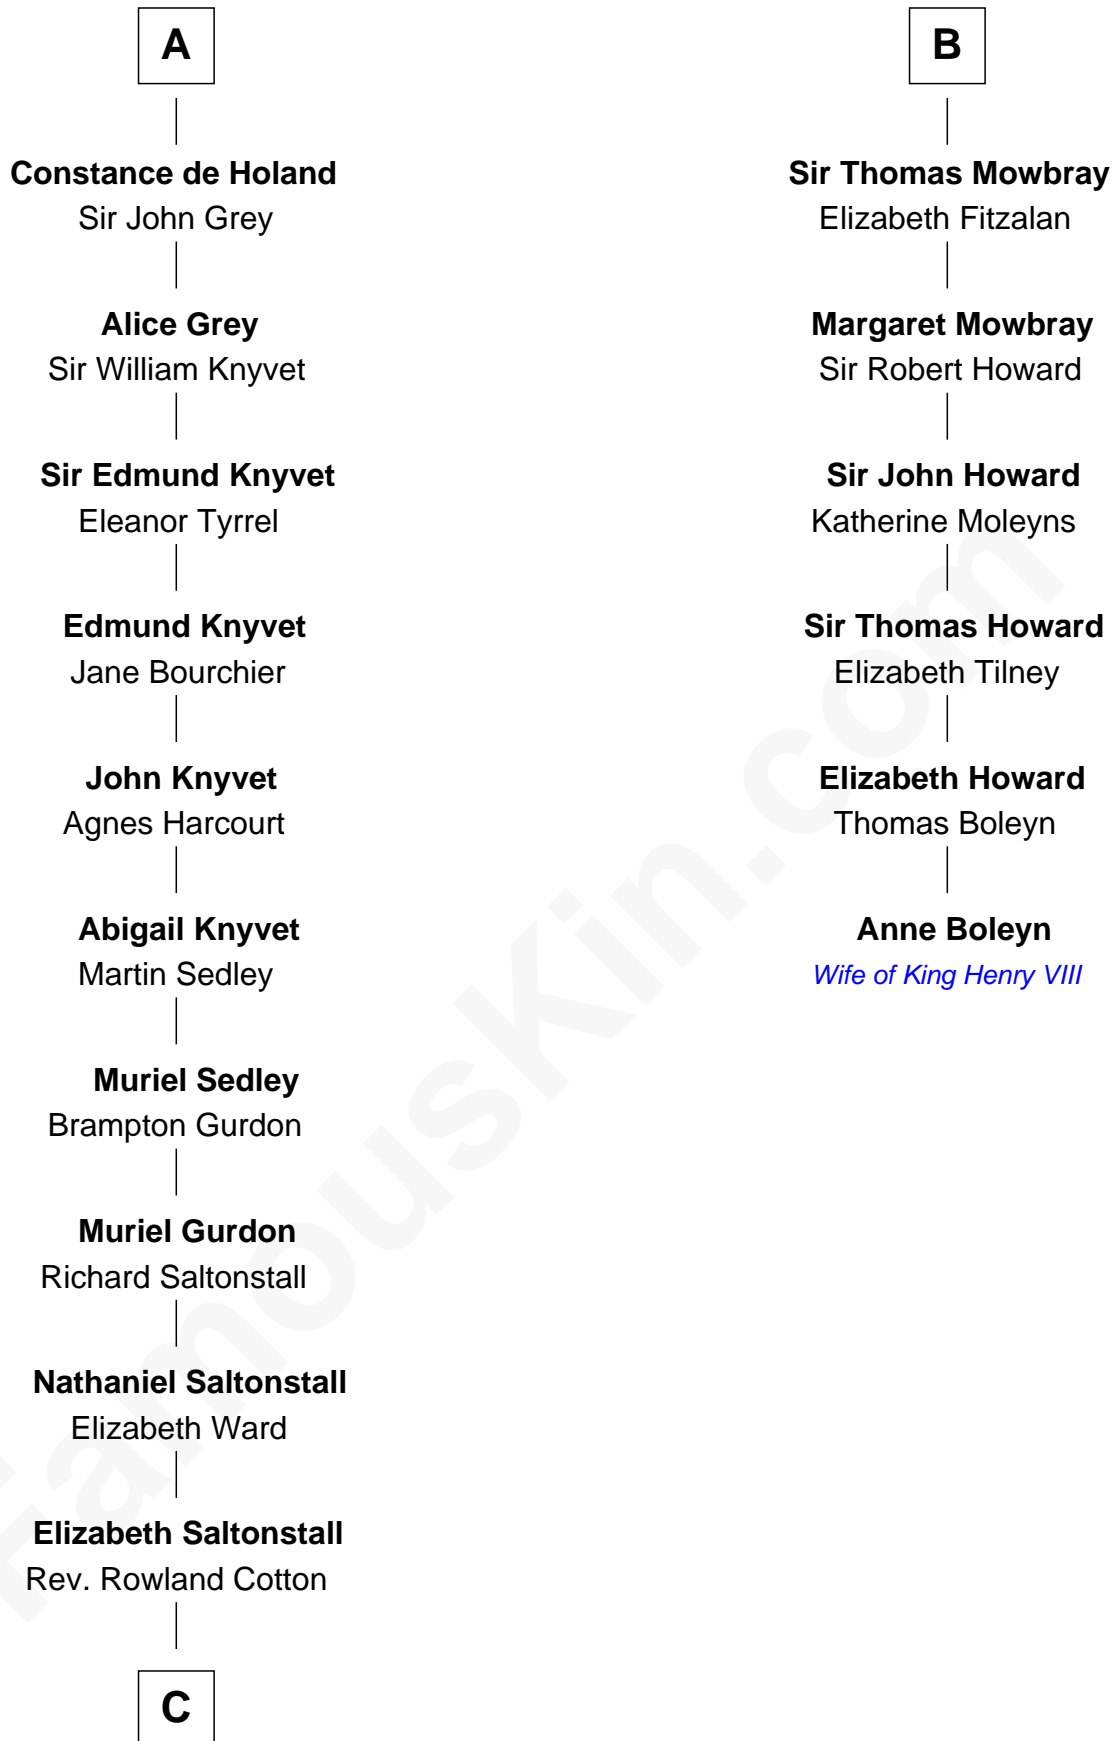 A
Constance de Holand
Sir John Grey
Alice Grey
Sir William Knyvet
Sir Edmund Knyvet
Eleanor Tyrrel
Edmund Knyvet
Jane Bourchier
John Knyvet
Agnes Harcourt
Abigail Knyvet
Martin Sedley
Muriel Sedley
Brampton Gurdon
Muriel Gurdon
Richard Saltonstall
Nathaniel Saltonstall
Elizabeth Ward
Elizabeth Saltonstall
Rev. Rowland Cotton
C
B
Sir Thomas Mowbray
Elizabeth Fitzalan
Margaret Mowbray
Sir Robert Howard
Sir John Howard
Katherine Moleyns
Sir Thomas Howard
Elizabeth Tilney
Elizabeth Howard
Thomas Boleyn
Anne Boleyn
Wife of King Henry VIII
FamousKin.com